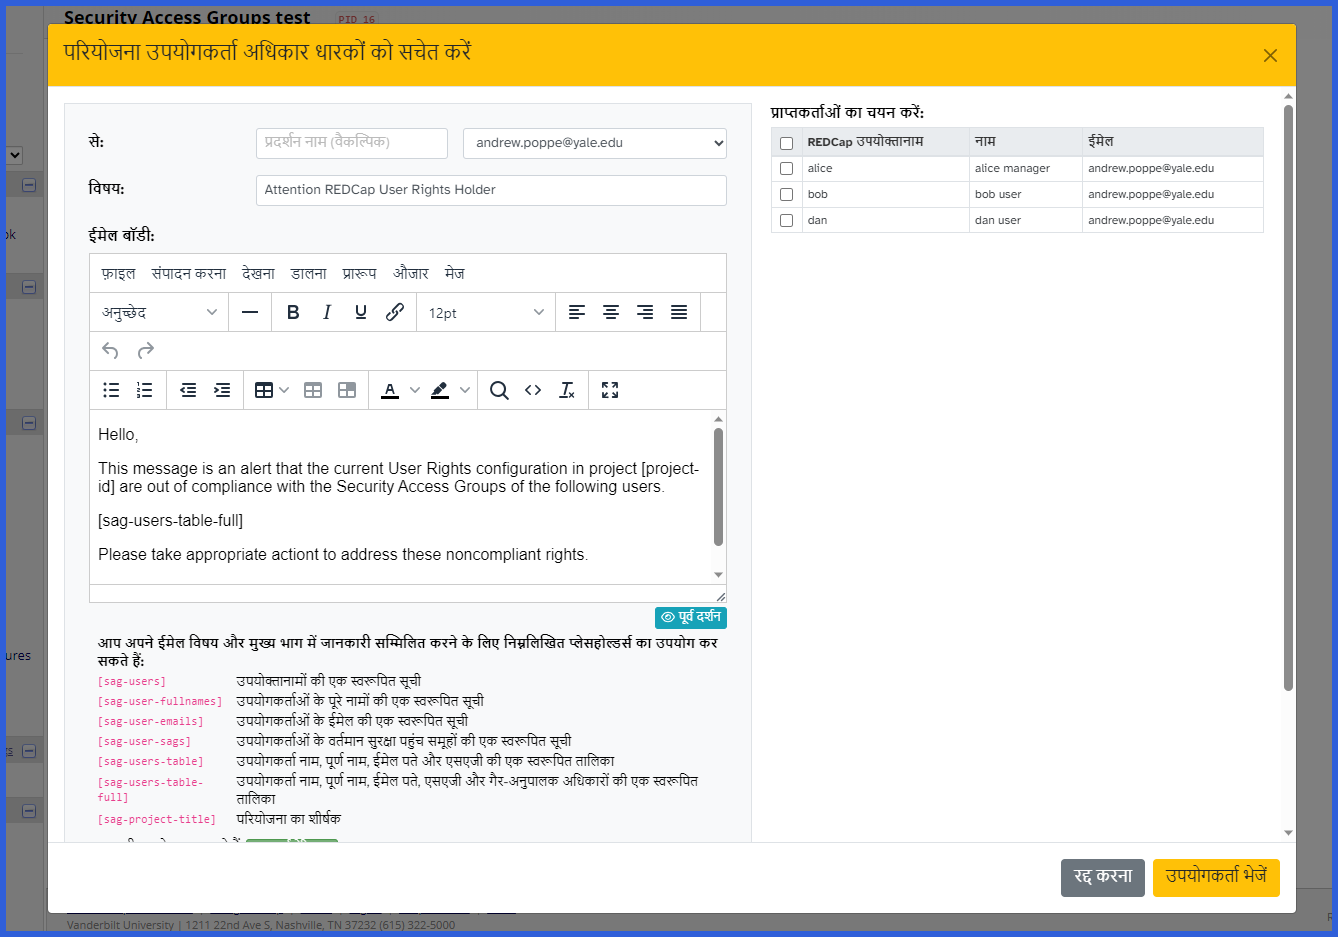 Security Access Groups test PID 16
परियोजना उपयोगकर्ता अधिकार धारकों को सचेत करें
से:
प्रदर्शन नाम (वैकल्पिक)
andrew.poppe@yale.edu
विषय:
Attention REDCap User Rights Holder
ईमेल बॉडी:
फ़ाइल संपादन करना देखना डालना प्रारूप औजार मेज
अनुच्छेद
B I U
12pt
A
Hello,
This message is an alert that the current User Rights configuration in project [project-
id] are out of compliance with the Security Access Groups of the following users.
[sag-users-table-full]
Please take appropriate actiont to address these noncompliant rights.
पूर्व दर्शन
आप अपने ईमेल विषय और मुख्य भाग में जानकारी सम्मिलित करने के लिए निम्नलिखित प्लेसहोल्डर्स का उपयोग कर
सकते हैं:
[sag-users] उपयोक्तानामों की एक स्वरूपित सूची
[sag-user-fullnames] उपयोगकर्ताओं के पूरे नामों की एक स्वरूपित सूची
[sag-user-emails] उपयोगकर्ताओं के ईमेल की एक स्वरूपित सूची
[sag-user-sags] उपयोगकर्ताओं के वर्तमान सुरक्षा पहुंच समूहों की एक स्वरूपित सूची
[sag-users-table] उपयोगकर्ता नाम, पूर्ण नाम, ईमेल पते और एसएजी की एक स्वरूपित तालिका
[sag-users-table-
full] उपयोगकर्ता नाम, पूर्ण नाम, ईमेल पते, एसएजी और गैर-अनुपालक अधिकारों की एक स्वरूपित
तालिका
[sag-project-title] परियोजना का शीर्षक
प्राप्तकर्ताओं का चयन करें:
REDCap उपयोक्तानाम नाम ईमेल
alice alice manager andrew.poppe@yale.edu
bob bob user andrew.poppe@yale.edu
dan dan user andrew.poppe@yale.edu
रद्द करना
उपयोगकर्ता भेजें
ures
Vanderbilt University | 1211 22nd Ave S, Nashville, TN 37232 (615) 322-5000